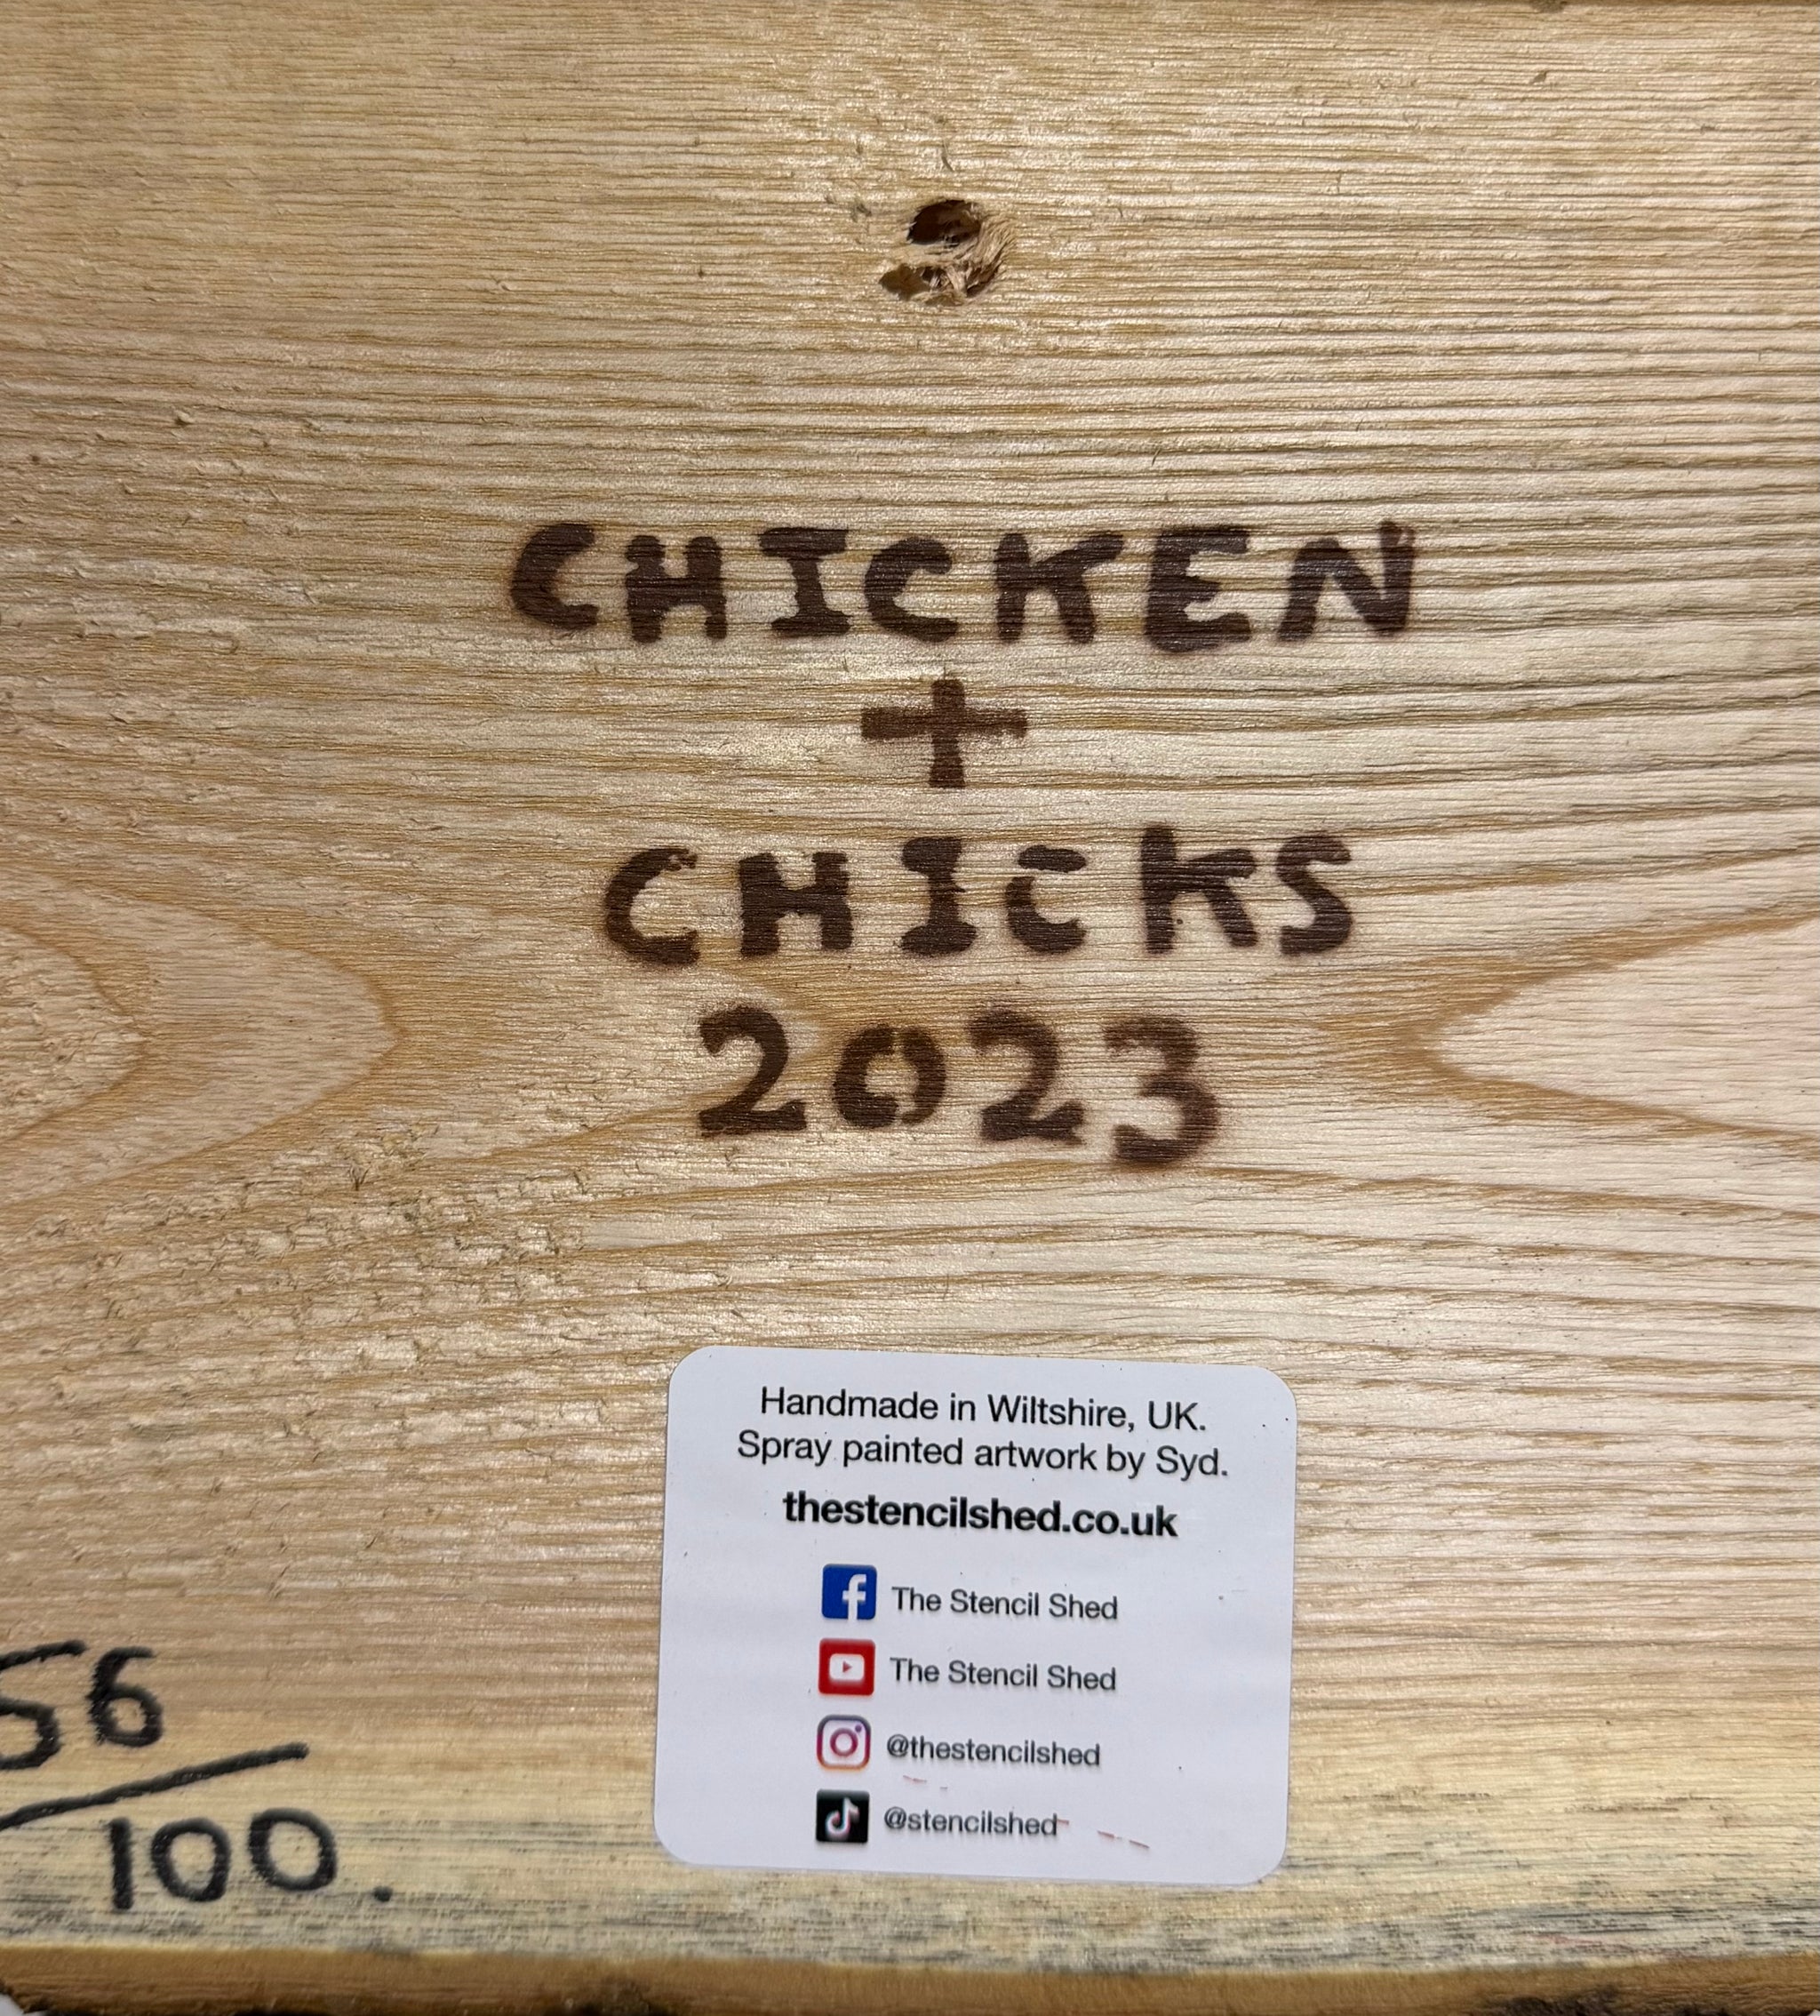 CHICKEN
+
CHICKS
2023
Handmade in Wiltshire, UK.
Spray painted artwork by Syd.
thestencilshed.co.uk
The Stencil Shed
The Stencil Shed
@thestencilshed
@stencilshed
56
100.